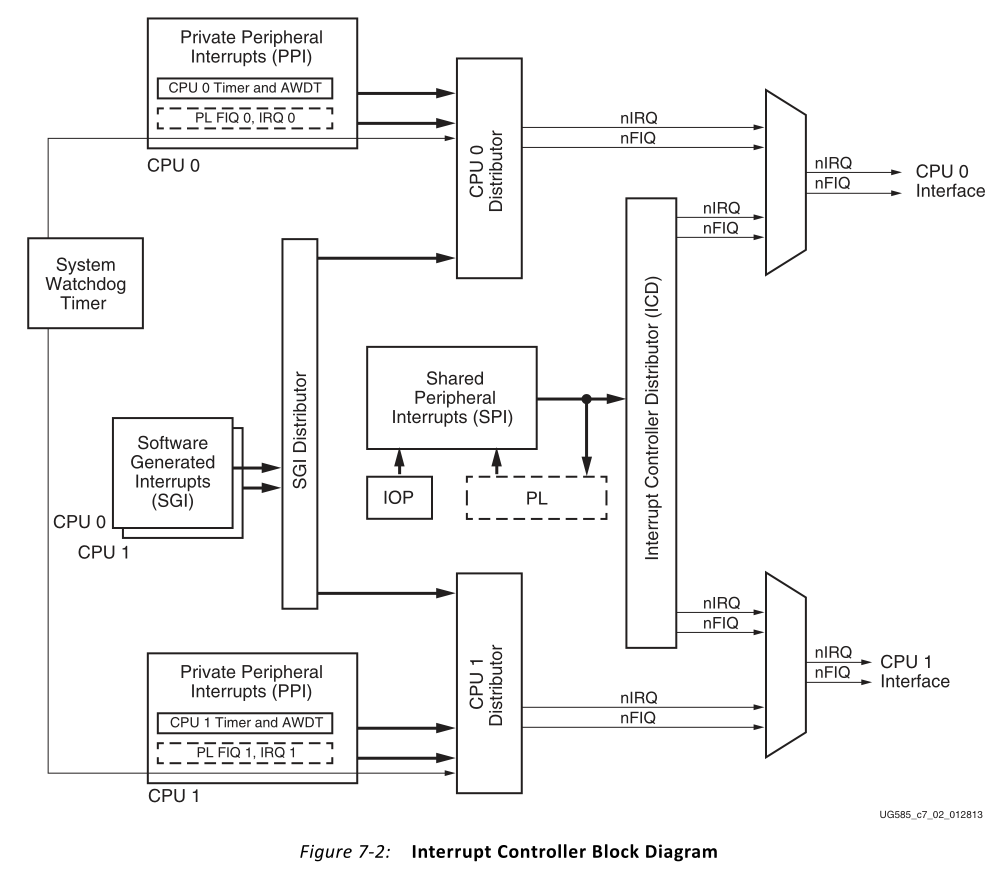 Private Peripheral
Interrupts (PPI)
CPU 0 Timer and AWDT
PL FIQ 0, IRQ 0
CPU 0
CPU 0
Distributor
nIRQ
nFIQ
nIRQ
nFIQ
CPU 0
Interface
nIRQ
nFIQ
System
Watchdog
Timer
SGI Distributor
Interrupt Controller Distributor (ICD)
Shared
Peripheral
Interrupts (SPI)
IOP
PL
Software
Generated
Interrupts
(SGI)
CPU 0
CPU 1
nIRQ
nFIQ
Private Peripheral
Interrupts (PPI)
CPU 1 Timer and AWDT
PL FIQ 1, IRQ 1
CPU 1
CPU 1
Distributor
nIRQ
nFIQ
nIRQ
nFIQ
CPU 1
Interface
UG585_c7_02_012813
Figure 7-2: Interrupt Controller Block Diagram